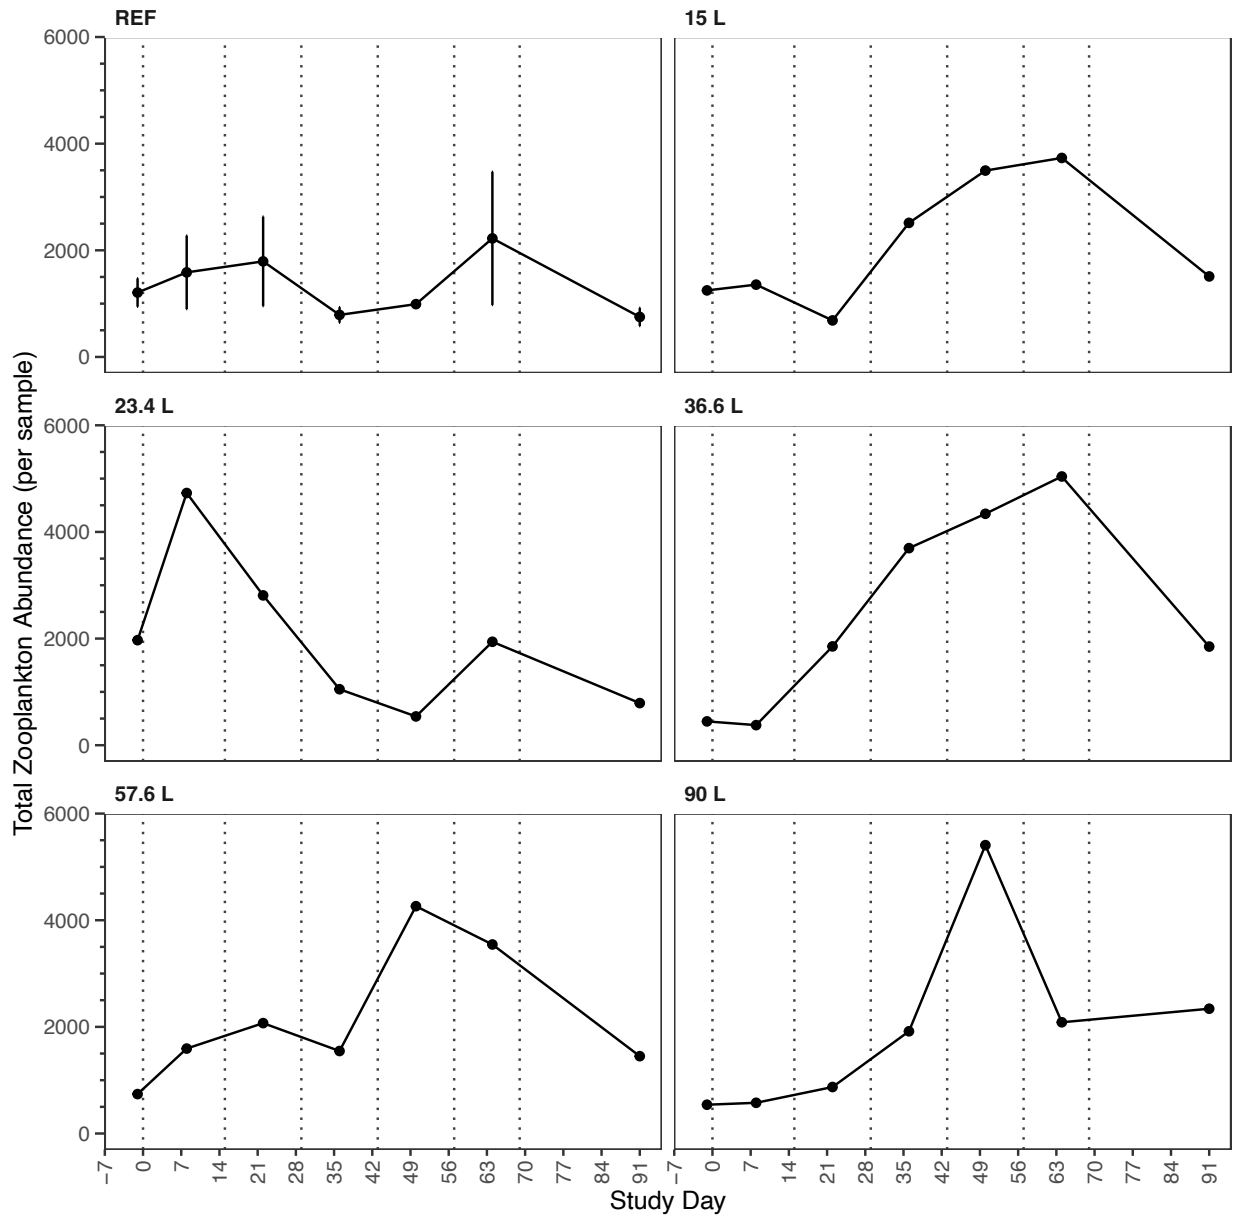 REF
15 L
6000
4000
2000
0
23.4 L
36.6 L
6000
4000
2000
0
Total Zooplankton Abundance (per sample)
57.6 L
90 L
6000
4000
2000
0
−7 0 7 14 21 28 35 42 49 56 63 70 77 84 91
−7 0 7 14 21 28 35 42 49 56 63 70 77 84 91
Study Day